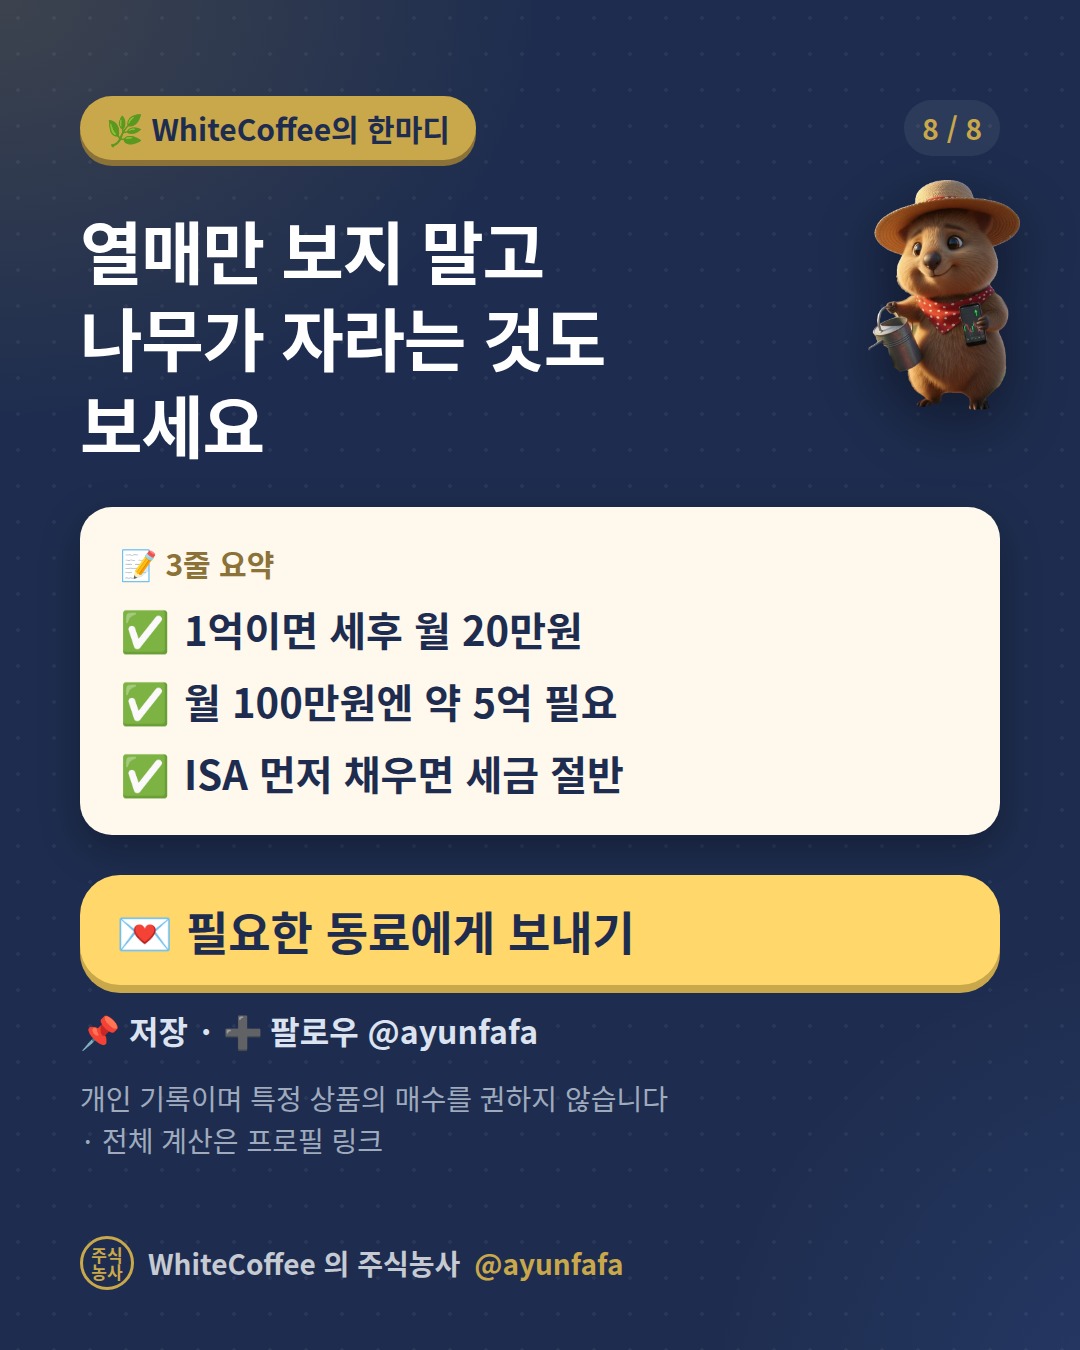 🌿 WhiteCoffee의 한마디
8 / 8
열매만 보지 말고
나무가 자라는 것도
보세요
📝 3줄 요약
✅ 1억이면 세후 월 20만원
✅ 월 100만원엔 약 5억 필요
✅ ISA 먼저 채우면 세금 절반
💌 필요한 동료에게 보내기
📌 저장 · ➕ 팔로우 @ayunfafa
개인 기록이며 특정 상품의 매수를 권하지 않습니다
· 전체 계산은 프로필 링크
주식
농사
WhiteCoffee 의 주식농사 @ayunfafa